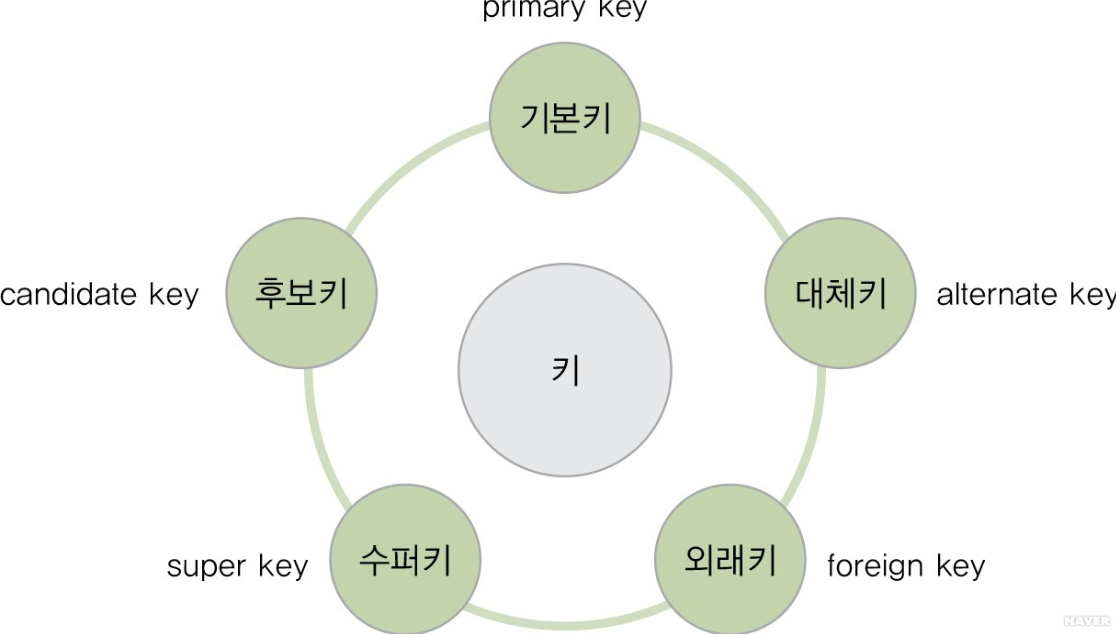 primary key
기본키
candidate key
후보키
대체키
alternate key
키
super key
수퍼키
외래키
foreign key
NAVER